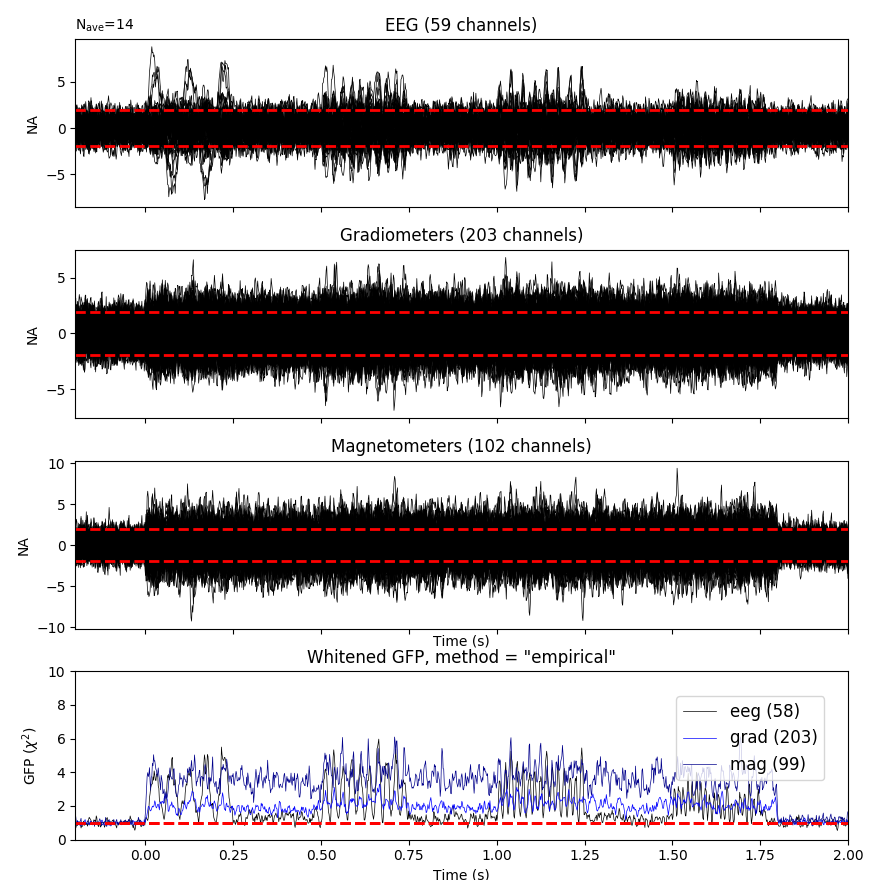 Nave=14
EEG (59 channels)
5
0
−5
NA
Gradiometers (203 channels)
5
0
−5
NA
Magnetometers (102 channels)
10
5
0
−5
−10
NA
Time (s)
Whitened GFP, method = "empirical"
10
8
6
4
2
0
GFP (χ²)
eeg (58)
grad (203)
mag (99)
0.00 0.25 0.50 0.75 1.00 1.25 1.50 1.75 2.00
Time (s)